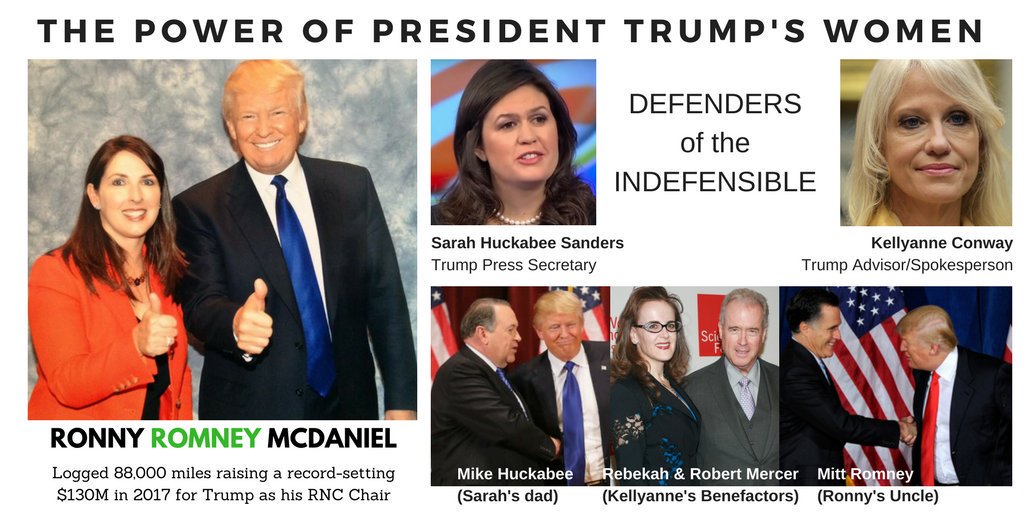 THE POWER OF PRESIDENT TRUMP'S WOMEN
DEFENDERS
of the
INDEFENSIBLE
Sarah Huckabee Sanders
Trump Press Secretary
Kellyanne Conway
Trump Advisor/Spokesperson
RONNY ROMNEY MCDANIEL
Logged 88,000 miles raising a record-setting
$130M in 2017 for Trump as his RNC Chair
Mike Huckabee
(Sarah's dad)
Rebekah & Robert Mercer
(Kellyanne's Benefactors)
Mitt Romney
(Ronny's Uncle)